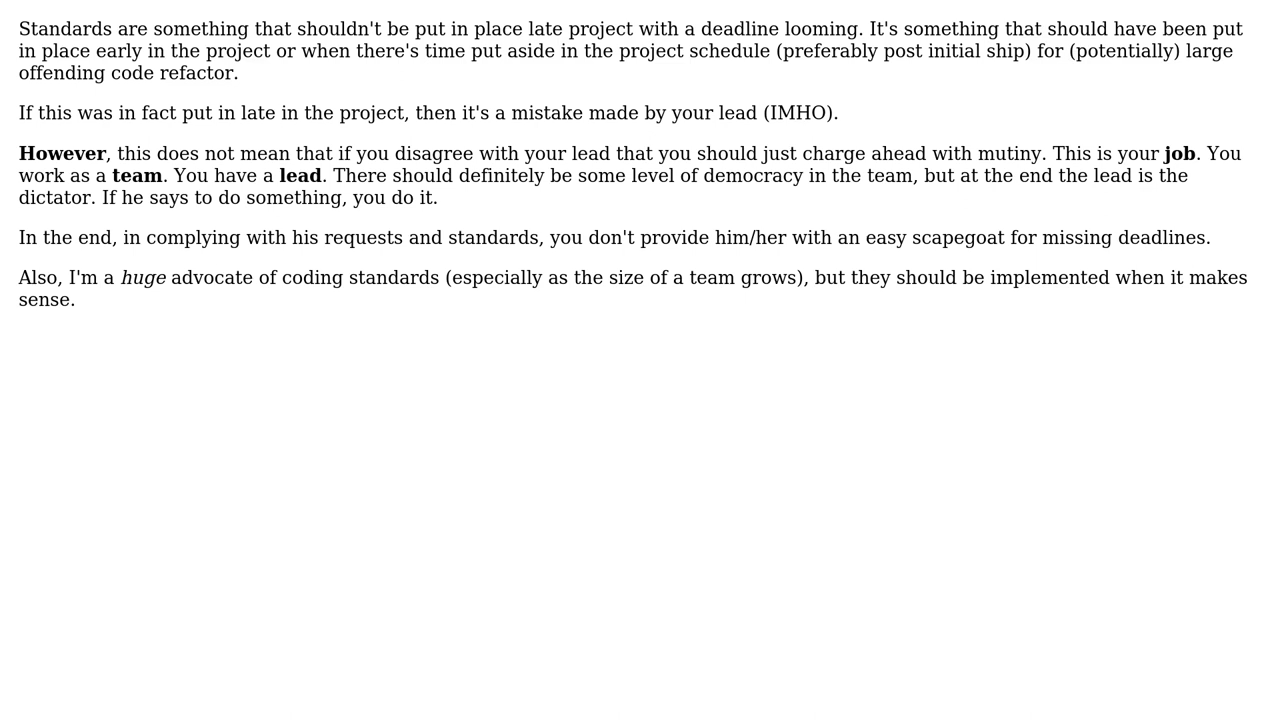 Standards are something that shouldn't be put in place late project with a deadline looming. It's something that should have been put
in place early in the project or when there's time put aside in the project schedule (preferably post initial ship) for (potentially) large
offending code refactor.
If this was in fact put in late in the project, then it's a mistake made by your lead (IMHO).
However, this does not mean that if you disagree with your lead that you should just charge ahead with mutiny. This is your job. You
work as a team. You have a lead. There should definitely be some level of democracy in the team, but at the end the lead is the
dictator. If he says to do something, you do it.
In the end, in complying with his requests and standards, you don't provide him/her with an easy scapegoat for missing deadlines.
Also, I'm a huge advocate of coding standards (especially as the size of a team grows), but they should be implemented when it makes
sense.